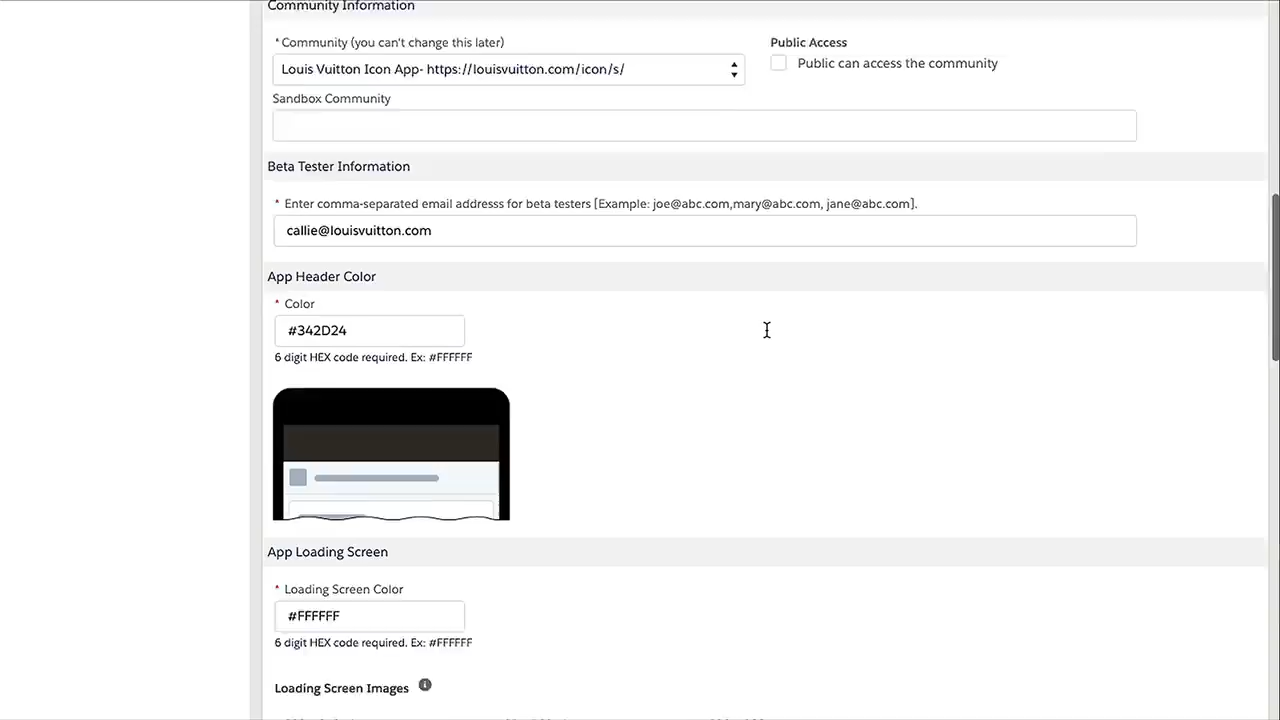 Community Information
* Community (you can't change this later)
Public Access
Louis Vuitton Icon App- https://louisvuitton.com/icon/s/
Public can access the community
Sandbox Community
Beta Tester Information
* Enter comma-separated email addresss for beta testers [Example: joe@abc.com,mary@abc.com, jane@abc.com].
callie@louisvuitton.com
App Header Color
* Color
#342D24
6 digit HEX code required. Ex: #FFFFFF
App Loading Screen
* Loading Screen Color
#FFFFFF
6 digit HEX code required. Ex: #FFFFFF
Loading Screen Images